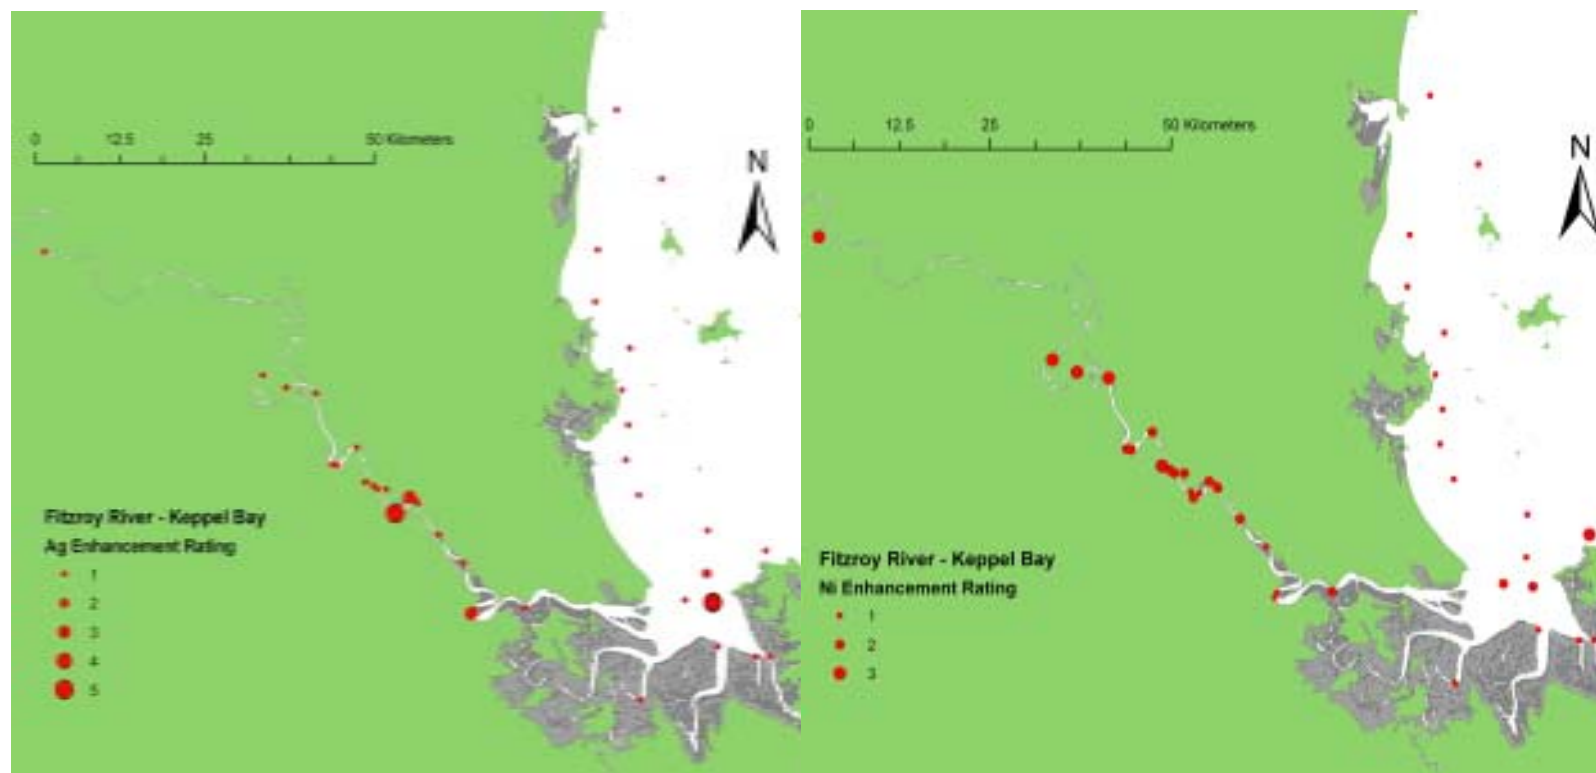 0 12.5 25 50 Kilometers
N
Fitzroy River - Keppel Bay
Ag Enhancement Rating
1
2
3
4
5
0 12.5 25 50 Kilometers
N
Fitzroy River - Keppel Bay
Ni Enhancement Rating
1
2
3